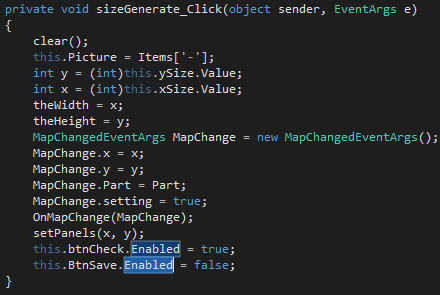 private void sizeGenerate_Click(object sender, EventArgs e)
{
clear();
this.Picture = Items['-'];
int y = (int)this.ySize.Value;
int x = (int)this.xSize.Value;
theWidth = x;
theHeight = y;
MapChangedEventArgs MapChange = new MapChangedEventArgs();
MapChange.x = x;
MapChange.y = y;
MapChange.Part = Part;
MapChange.setting = true;
OnMapChange(MapChange);
setPanels(x, y);
this.btnCheck.Enabled = true;
this.BtnSave.Enabled = false;
}